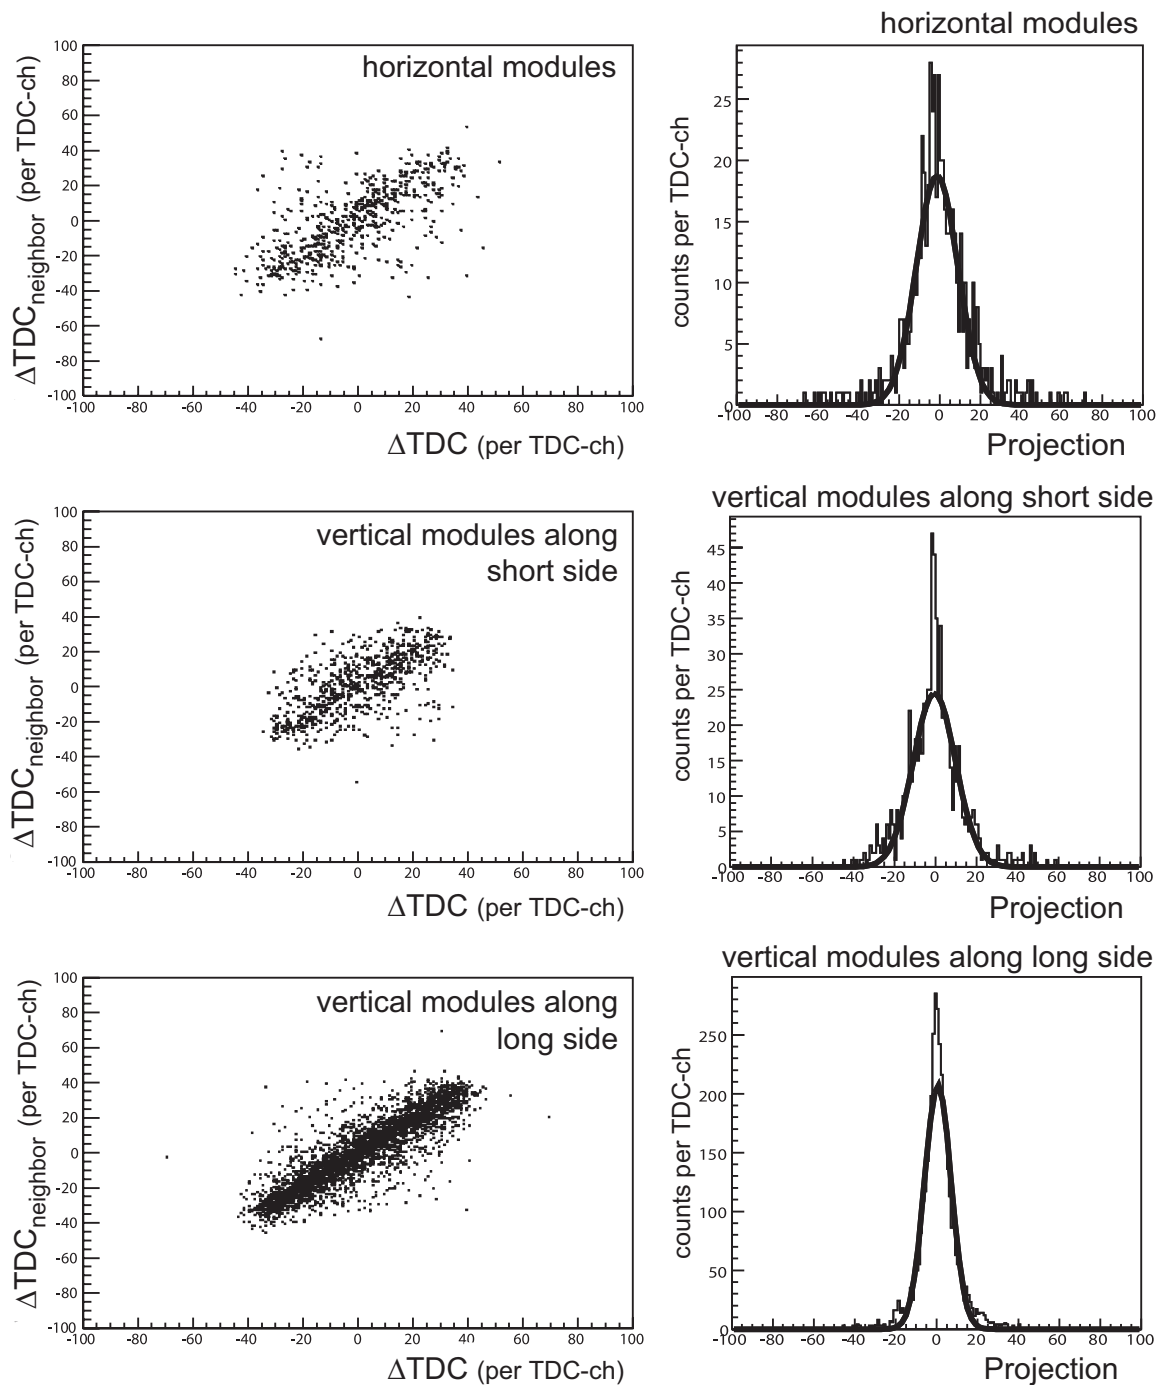 horizontal modules
horizontal modules
ΔTDCneighbor (per TDC-ch)
100
80
60
40
20
0
-20
-40
-60
-80
-100
-100 -80 -60 -40 -20 0 20 40 60 80 100
ΔTDC (per TDC-ch)
counts per TDC-ch
25
20
15
10
5
0
-100 -80 -60 -40 -20 0 20 40 60 80 100
Projection
vertical modules along short side
vertical modules along
short side
ΔTDCneighbor (per TDC-ch)
100
80
60
40
20
0
-20
-40
-60
-80
-100
-100 -80 -60 -40 -20 0 20 40 60 80 100
ΔTDC (per TDC-ch)
counts per TDC-ch
45
40
35
30
25
20
15
10
5
0
-100 -80 -60 -40 -20 0 20 40 60 80 100
Projection
vertical modules along long side
vertical modules along
long side
ΔTDCneighbor (per TDC-ch)
100
80
60
40
20
0
-20
-40
-60
-80
-100
-100 -80 -60 -40 -20 0 20 40 60 80 100
ΔTDC (per TDC-ch)
counts per TDC-ch
250
200
150
100
50
0
-100 -80 -60 -40 -20 0 20 40 60 80 100
Projection